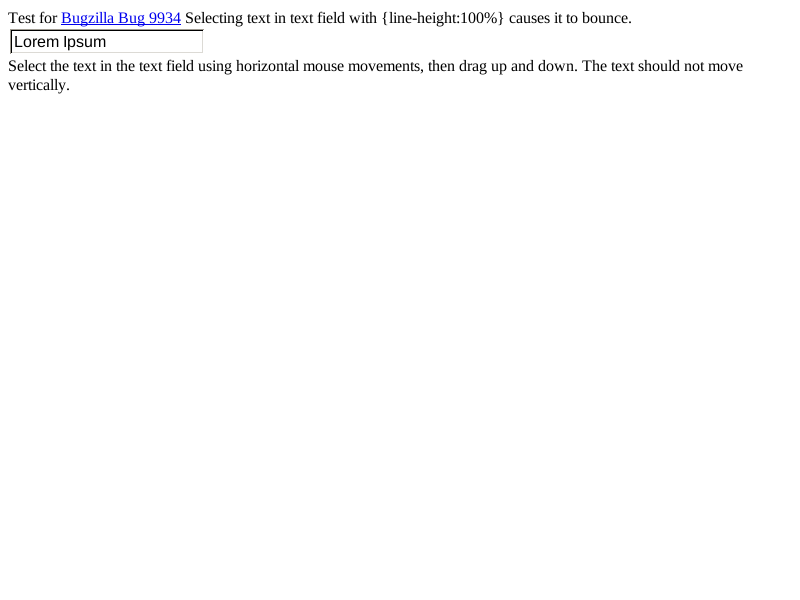 Test for Bugzilla Bug 9934 Selecting text in text field with {line-height:100%} causes it to bounce.
Lorem Ipsum
Select the text in the text field using horizontal mouse movements, then drag up and down. The text should not move
vertically.